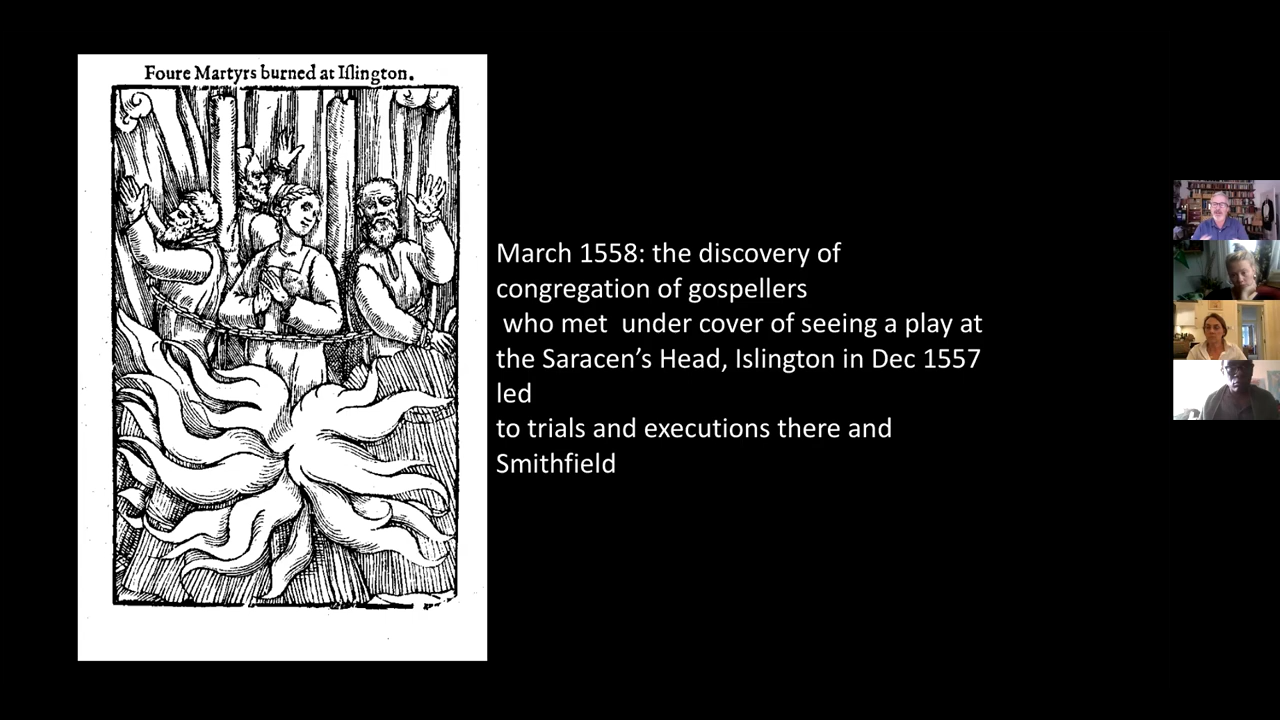 Foure Martyrs burned at Iſlington.
March 1558: the discovery of
congregation of gospellers
who met  under cover of seeing a play at
the Saracen’s Head, Islington in Dec 1557
led
to trials and executions there and
Smithfield